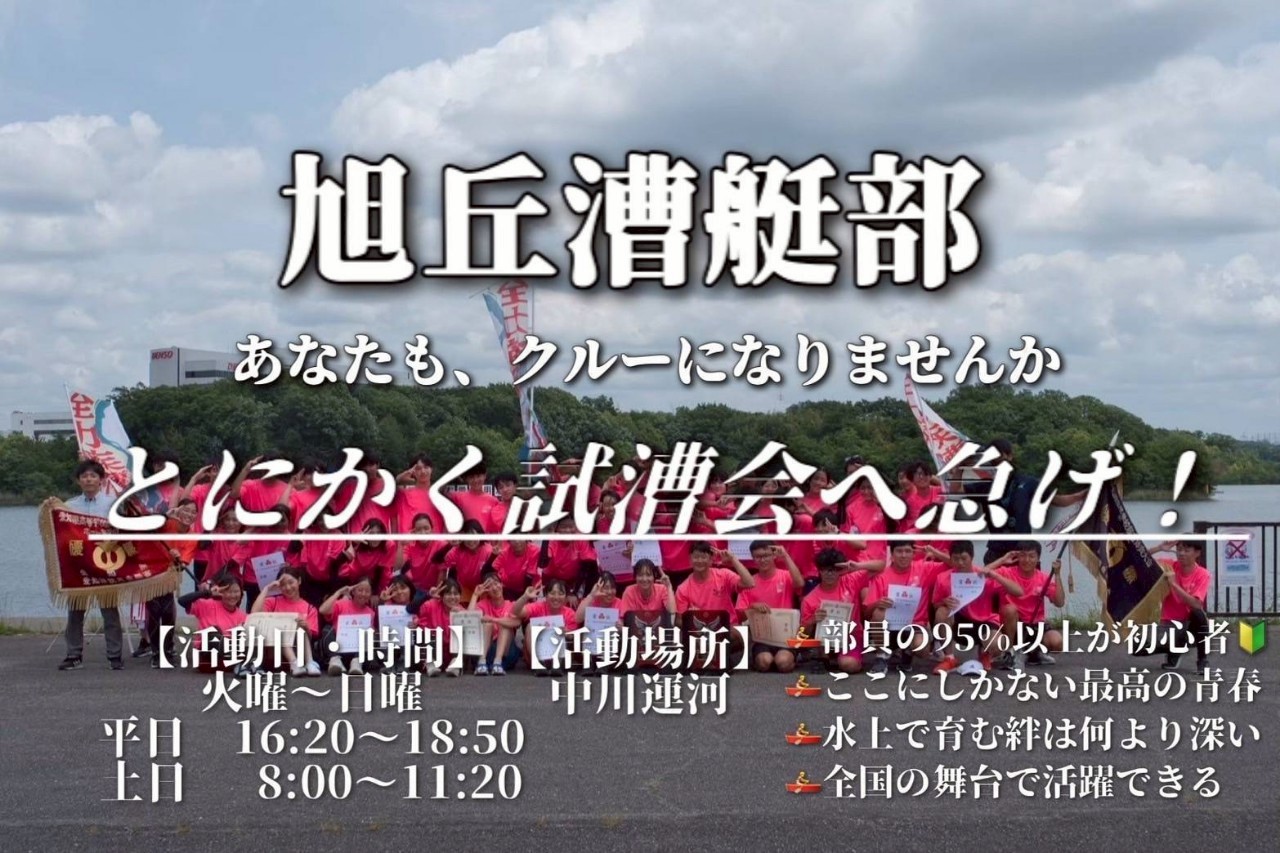 旭丘漕艇部
あなたも、クルーになりませんか
とにかく試漕会へ急げ！
【活動日・時間】
火曜～日曜
平日 16:20～18:50
土日 8:00～11:20
【活動場所】
中川運河
🚣部員の95%以上が初心者🔰
🚣ここにしかない最高の青春
🚣水上で育む絆は何より深い
🚣全国の舞台で活躍できる
DENSO